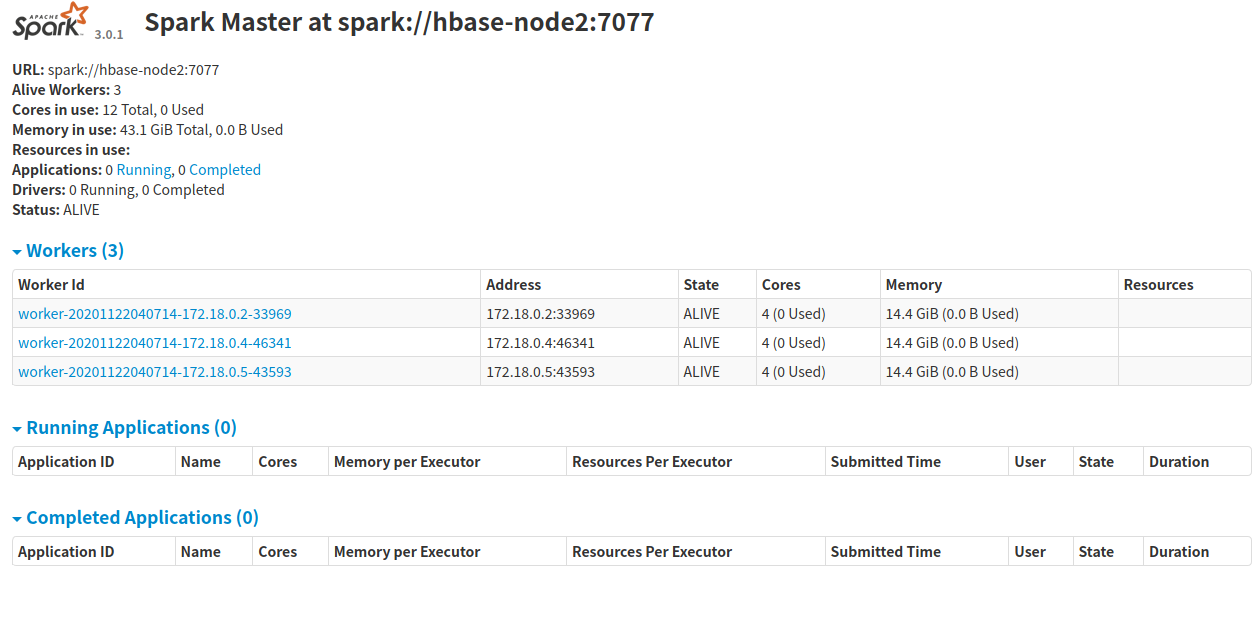 APACHE Spark 3.0.1 Spark Master at spark://hbase-node2:7077
URL: spark://hbase-node2:7077
Alive Workers: 3
Cores in use: 12 Total, 0 Used
Memory in use: 43.1 GiB Total, 0.0 B Used
Resources in use:
Applications: 0 Running, 0 Completed
Drivers: 0 Running, 0 Completed
Status: ALIVE
Workers (3)
Worker Id Address State Cores Memory Resources
worker-20201122040714-172.18.0.2-33969 172.18.0.2:33969 ALIVE 4 (0 Used) 14.4 GiB (0.0 B Used)
worker-20201122040714-172.18.0.4-46341 172.18.0.4:46341 ALIVE 4 (0 Used) 14.4 GiB (0.0 B Used)
worker-20201122040714-172.18.0.5-43593 172.18.0.5:43593 ALIVE 4 (0 Used) 14.4 GiB (0.0 B Used)
Running Applications (0)
Application ID Name Cores Memory per Executor Resources Per Executor Submitted Time User State Duration
Completed Applications (0)
Application ID Name Cores Memory per Executor Resources Per Executor Submitted Time User State Duration